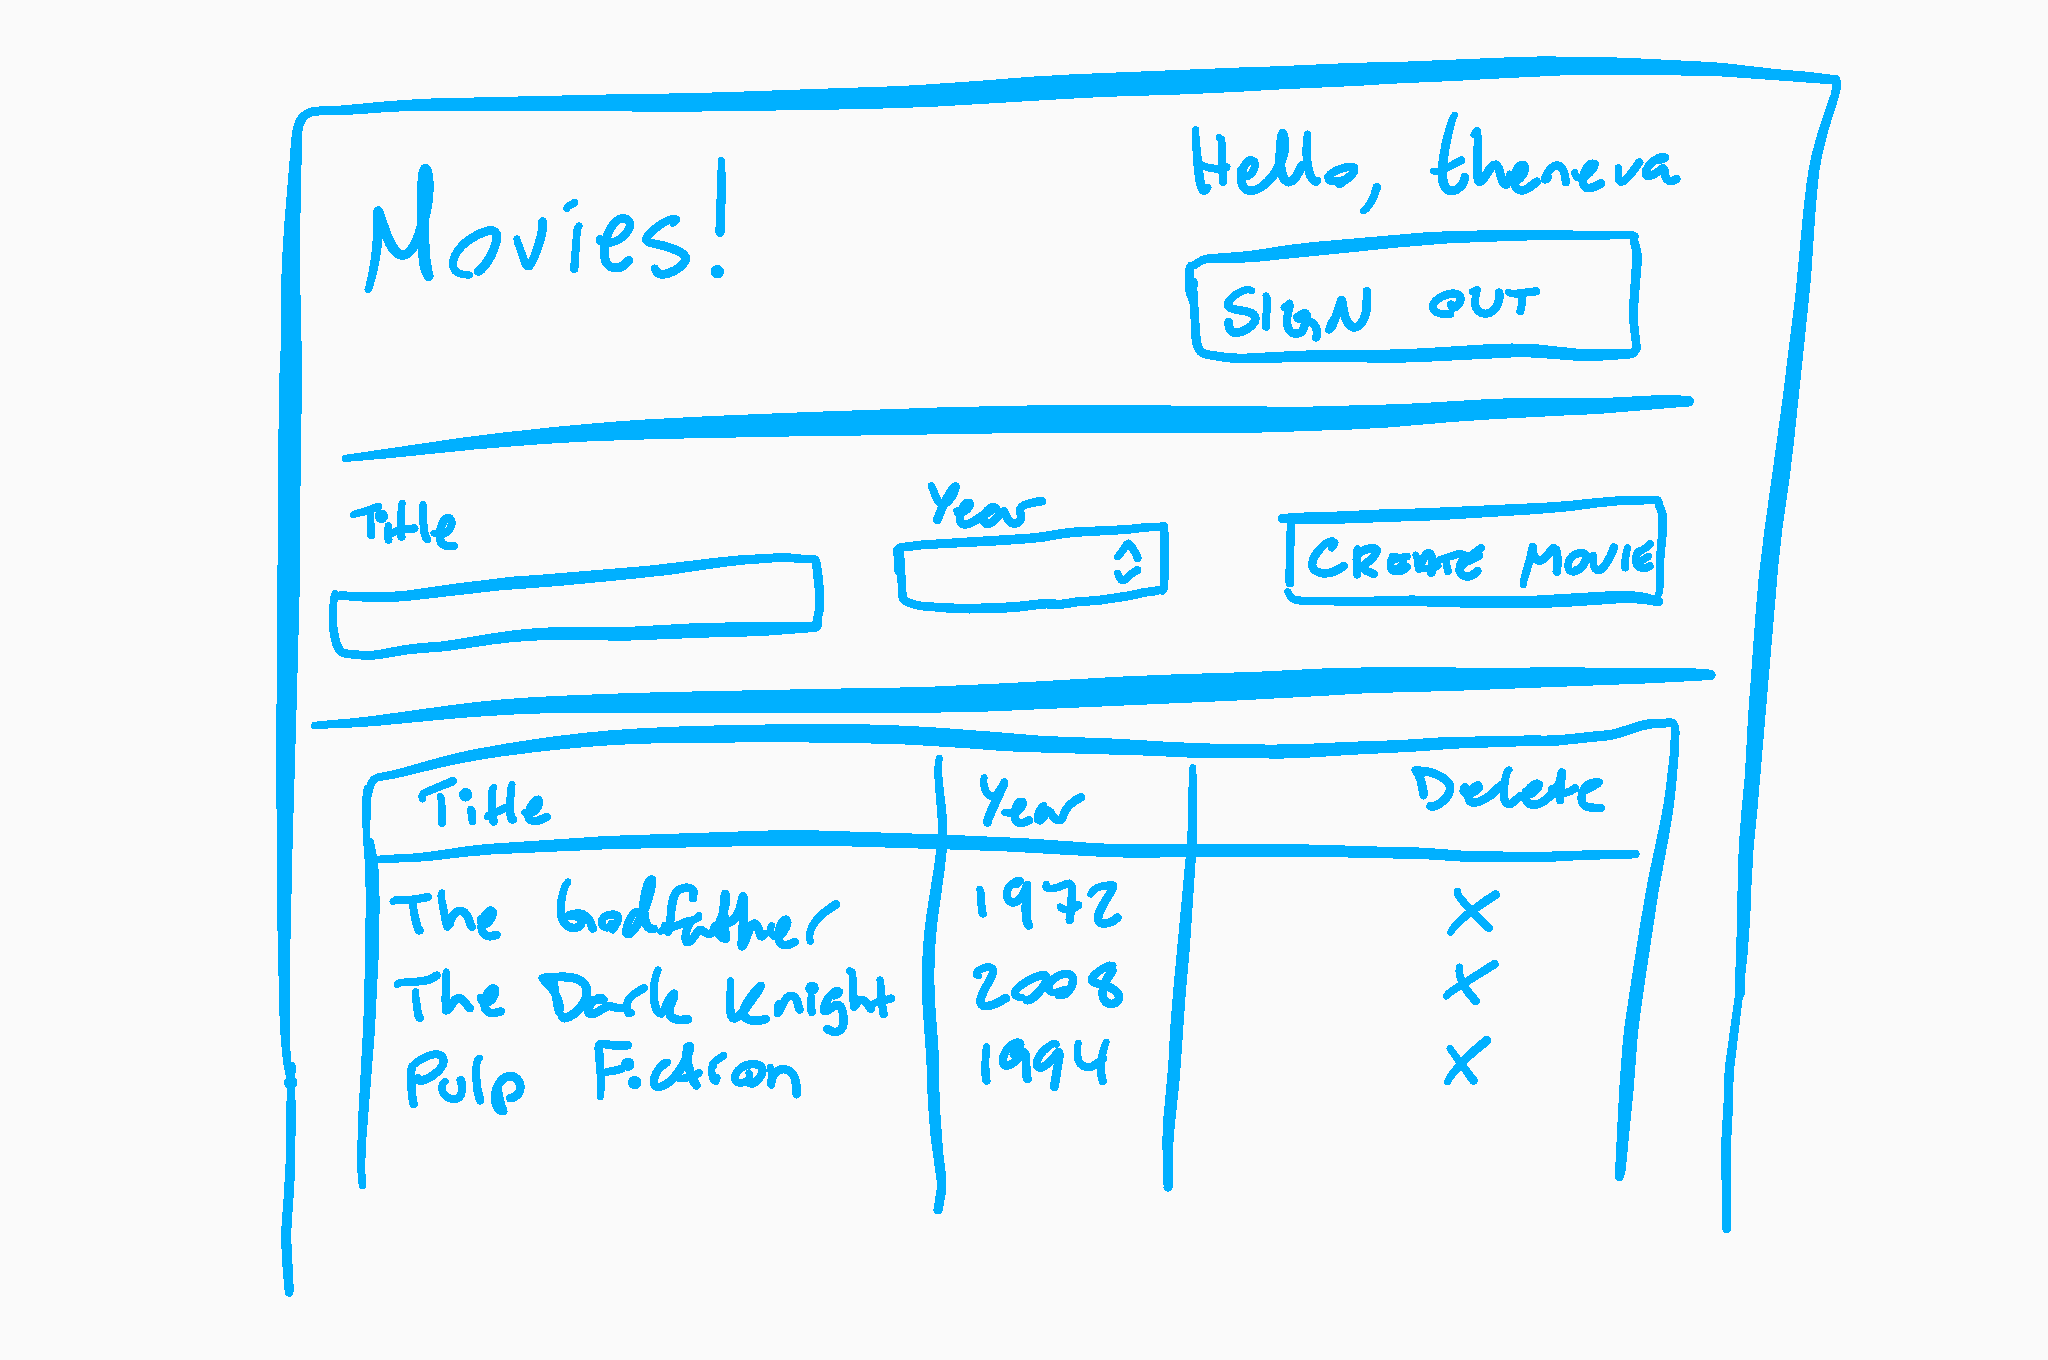 Movies!
Hello, theneva
SIGN OUT
Title
Year
CREATE MOVIE
Title Year Delete
The Godfather 1972 X
The Dark Knight 2008 X
Pulp Fiction 1994 X